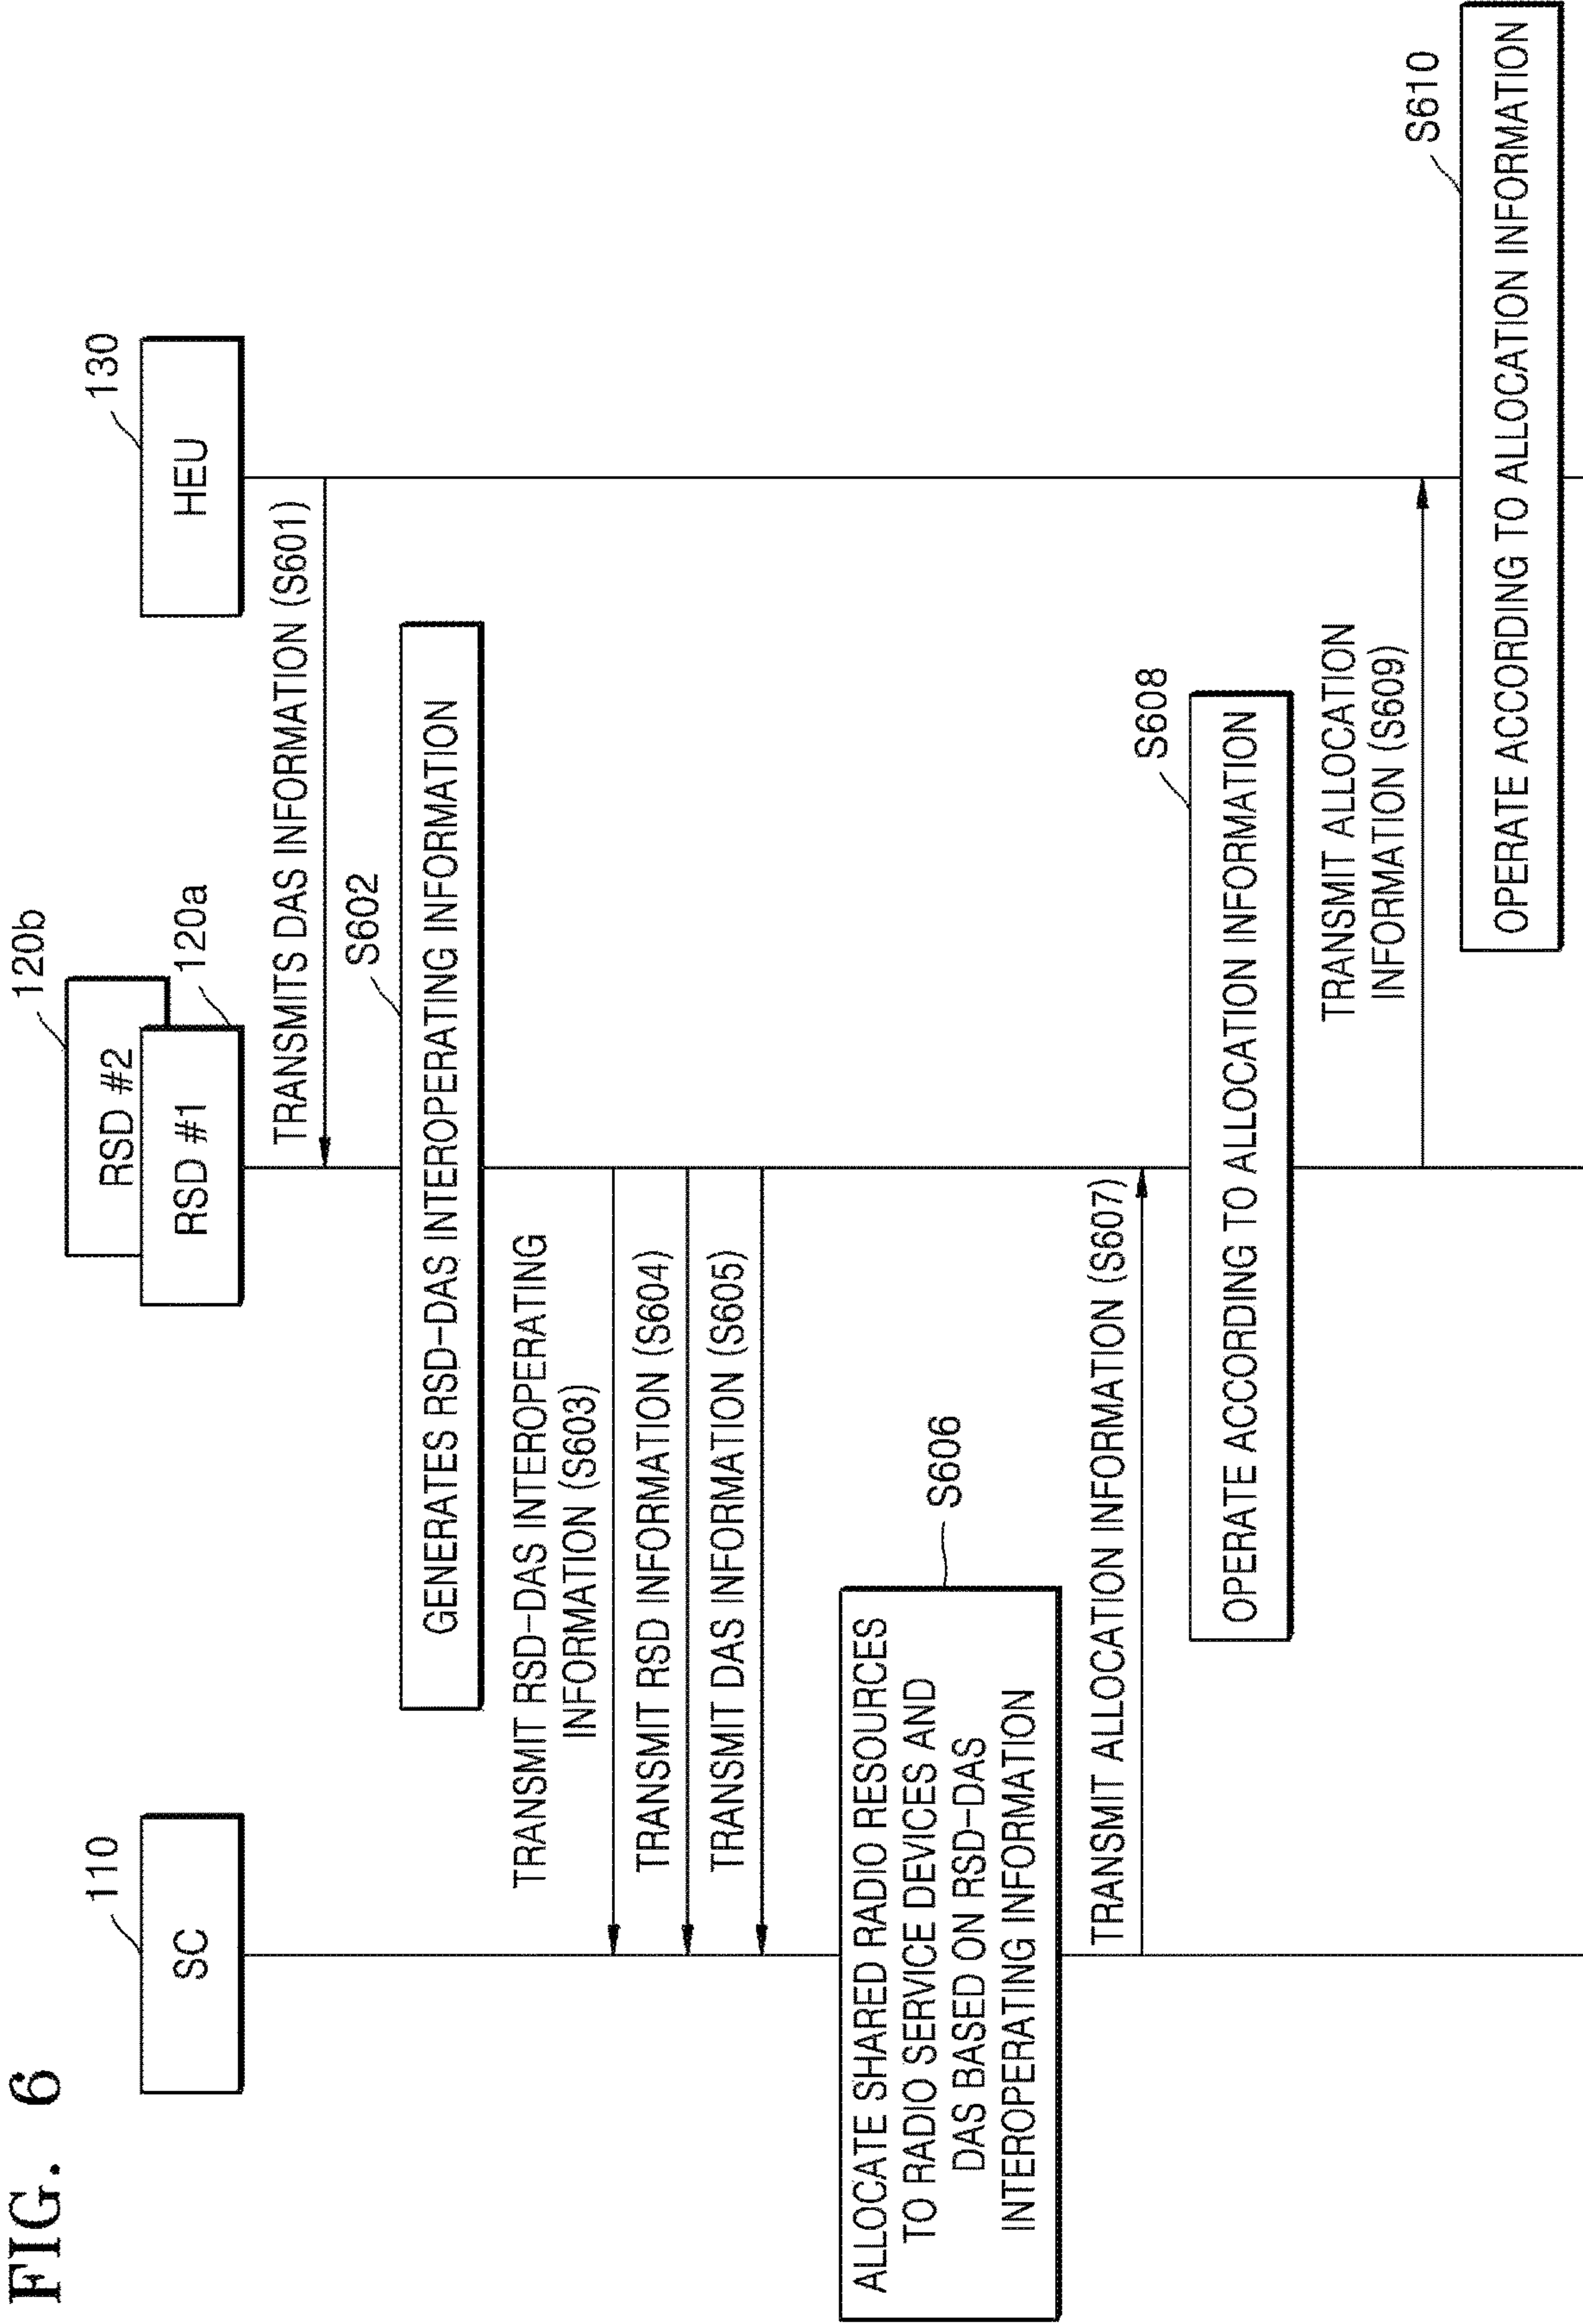 FIG. 6
110
SC
120b
RSD #2
120a
RSD #1
130
HEU
TRANSMITS DAS INFORMATION (S601)
S602
GENERATES RSD-DAS INTEROPERATING INFORMATION
TRANSMIT RSD-DAS INTEROPERATING
INFORMATION (S603)
TRANSMIT RSD INFORMATION (S604)
TRANSMIT DAS INFORMATION (S605)
S606
ALLOCATE SHARED RADIO RESOURCES
TO RADIO SERVICE DEVICES AND
DAS BASED ON RSD-DAS
INTEROPERATING INFORMATION
TRANSMIT ALLOCATION INFORMATION (S607)
S608
OPERATE ACCORDING TO ALLOCATION INFORMATION
TRANSMIT ALLOCATION
INFORMATION (S609)
S610
OPERATE ACCORDING TO ALLOCATION INFORMATION